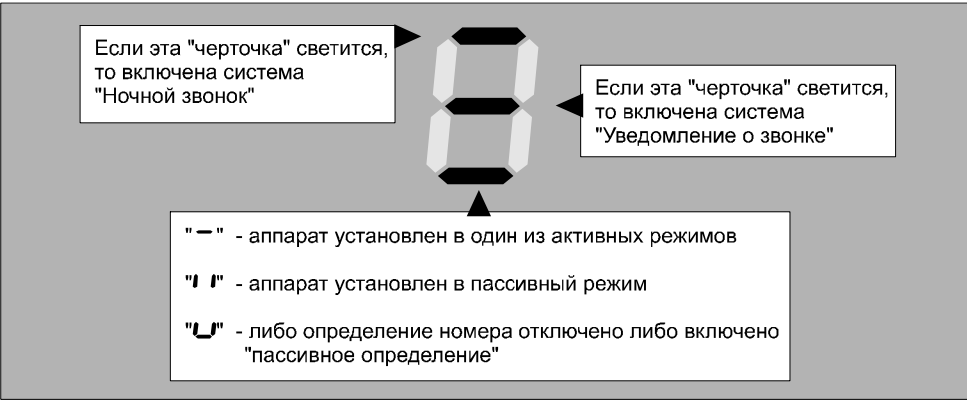 Если эта "черточка" светится,
то включена система
"Ночной звонок"
Если эта "черточка" светится,
то включена система
"Уведомление о звонке"
"–" - аппарат установлен в один из активных режимов
"ı ı" - аппарат установлен в пассивный режим
"⊔" - либо определение номера отключено либо включено
"пассивное определение"